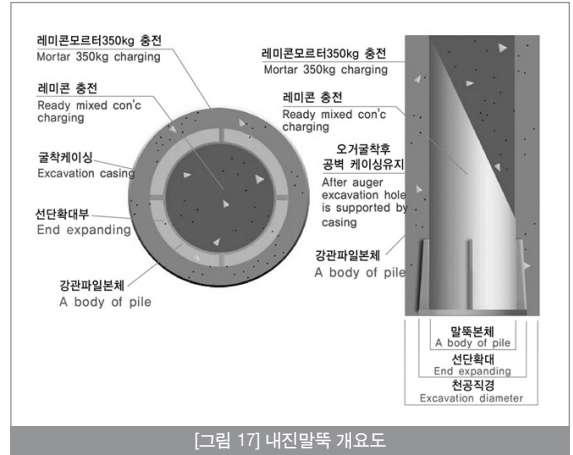 레미콘모르터350kg 충전
Mortar 350kg charging
레미콘 충전
Ready mixed con'c
charging
굴착케이싱
Excavation casing
선단확대부
End expanding
강관파일본체
A body of pile
레미콘모르터350kg 충전
Mortar 350kg charging
레미콘 충전
Ready mixed con'c
charging
오거굴착후
공벽 케이싱유지
After auger
excavation hole
is supported by
casing
강관파일본체
A body of pile
말뚝본체
A body of pile
선단확대
End expanding
천공직경
Excavation diameter
[그림 17] 내진말뚝 개요도